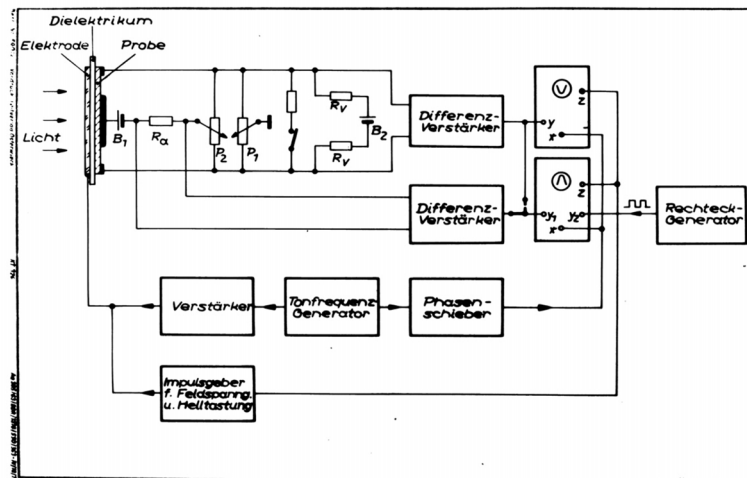 Dielektrikum
Elektrode
Probe
Licht
B1
Ra
P2
P1
Rv
Rv
B2
Differenz-
Verstärker
y
x
z
Differenz-
Verstärker
y1
y2
x
z
Rechteck-
Generator
Verstärker
Tonfrequenz-
Generator
Phasen-
schieber
Impulsgeber
f. Feldspanng.
u. Helltastung